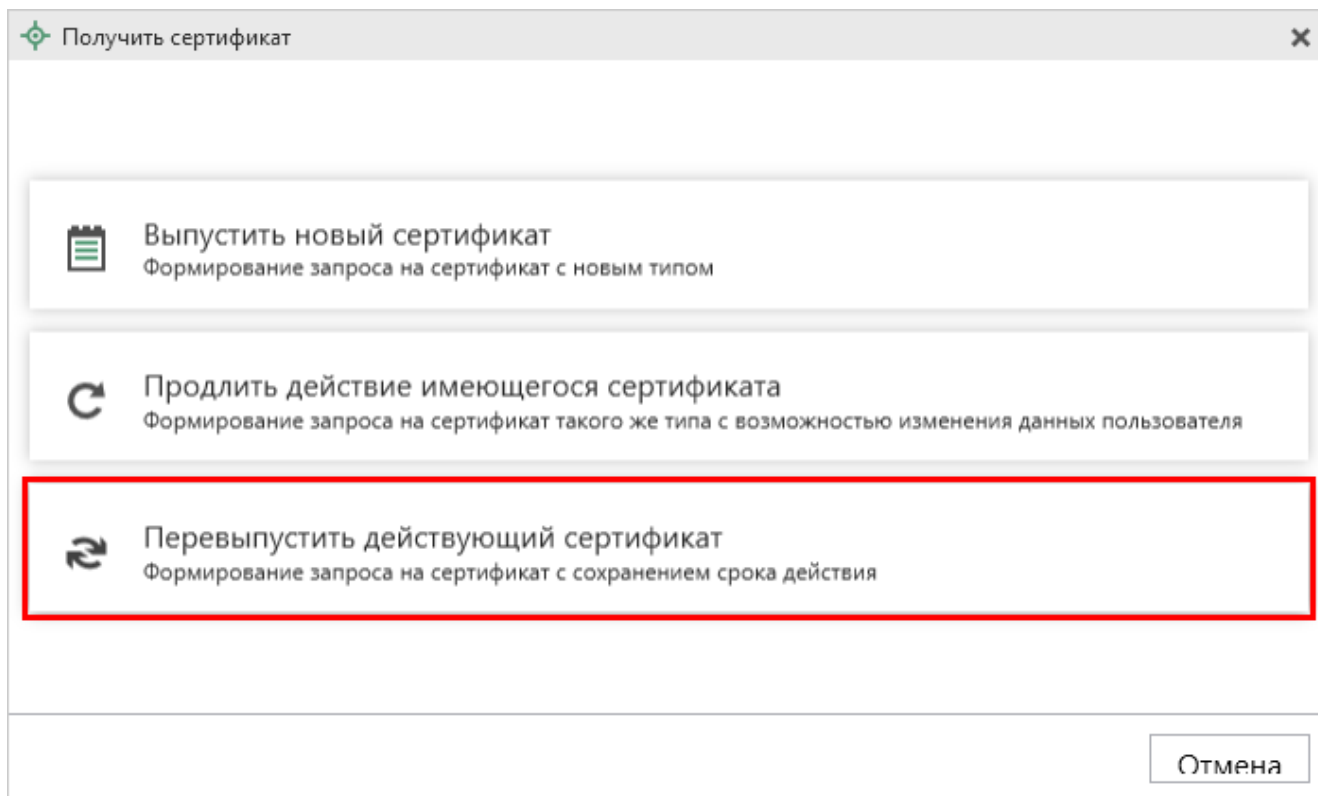 Получить сертификат
Выпустить новый сертификат
Формирование запроса на сертификат с новым типом
Продлить действие имеющегося сертификата
Формирование запроса на сертификат такого же типа с возможностью изменения данных пользователя
Перевыпустить действующий сертификат
Формирование запроса на сертификат с сохранением срока действия
Отмена